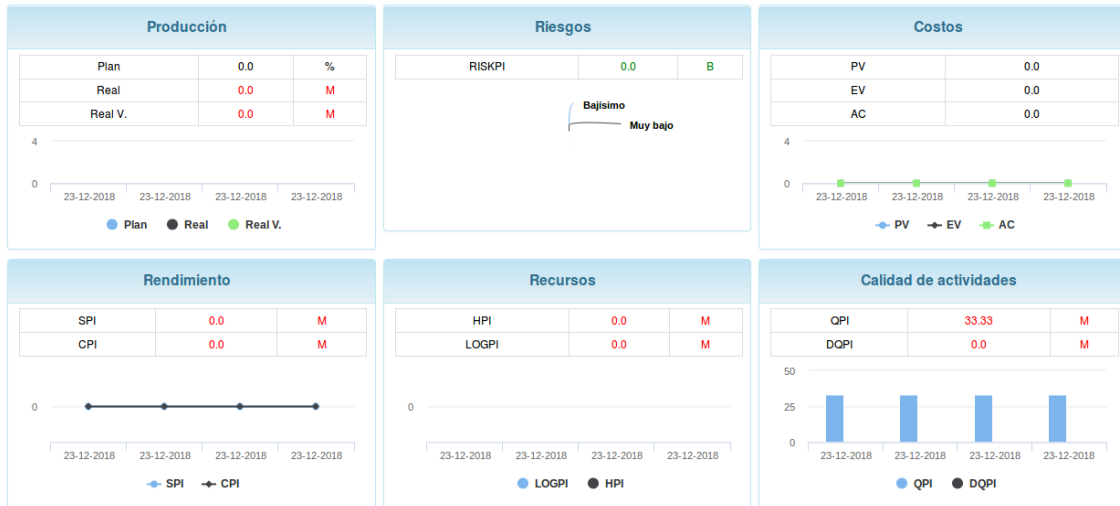 Producción
Plan 0.0 %
Real 0.0 M
Real V. 0.0 M
4
0
23-12-2018 23-12-2018 23-12-2018 23-12-2018
Plan Real Real V.
Riesgos
RISKPI 0.0 B
Bajísimo
Muy bajo
Costos
PV 0.0
EV 0.0
AC 0.0
4
0
23-12-2018 23-12-2018 23-12-2018 23-12-2018
PV EV AC
Rendimiento
SPI 0.0 M
CPI 0.0 M
0
23-12-2018 23-12-2018 23-12-2018 23-12-2018
SPI CPI
Recursos
HPI 0.0 M
LOGPI 0.0 M
0
23-12-2018 23-12-2018 23-12-2018 23-12-2018
LOGPI HPI
Calidad de actividades
QPI 33.33 M
DQPI 0.0 M
50
25
0
23-12-2018 23-12-2018 23-12-2018 23-12-2018
QPI DQPI